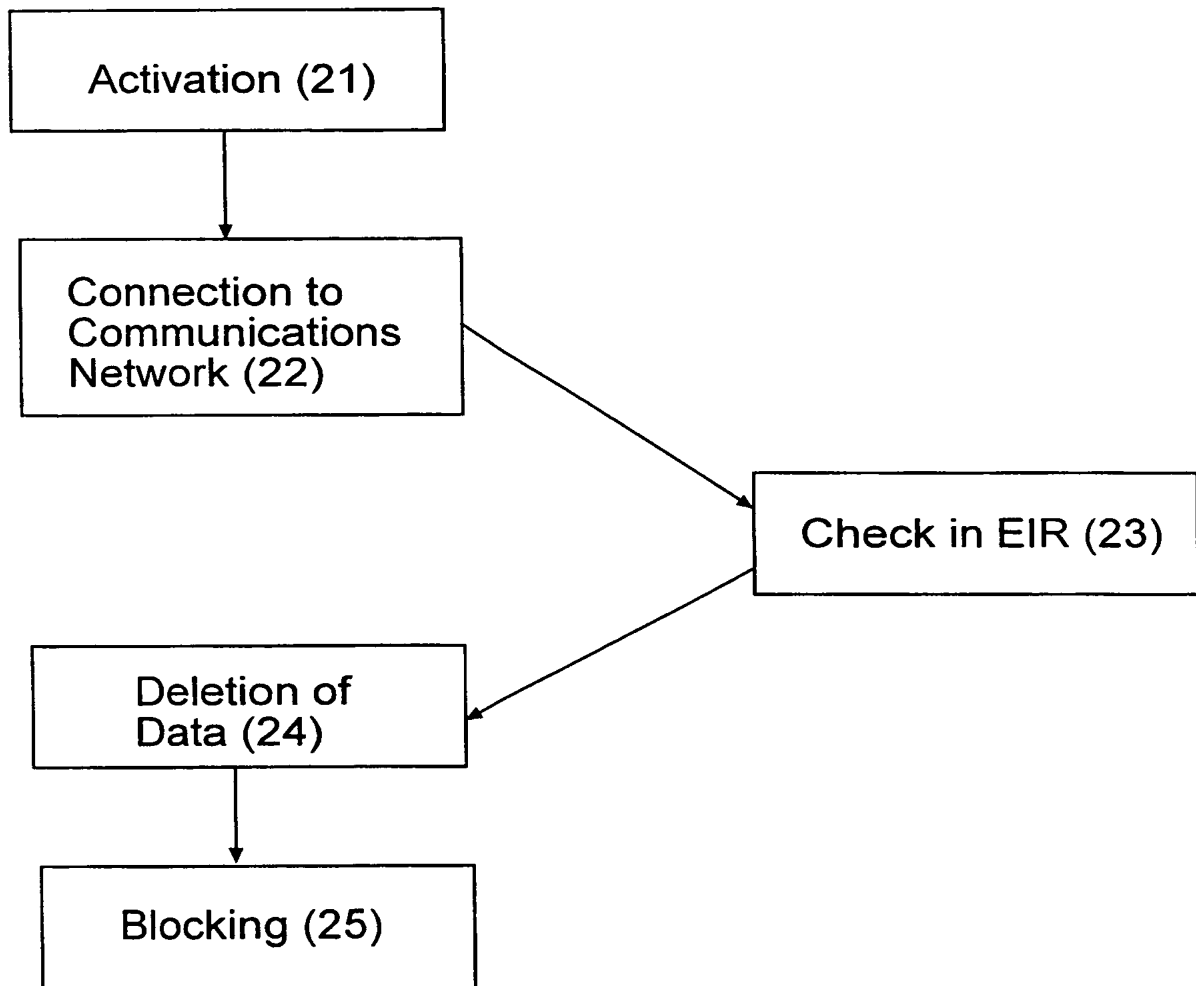 Activation (21)
Connection to
Communications
Network (22)
Check in EIR (23)
Deletion of
Data (24)
Blocking (25)